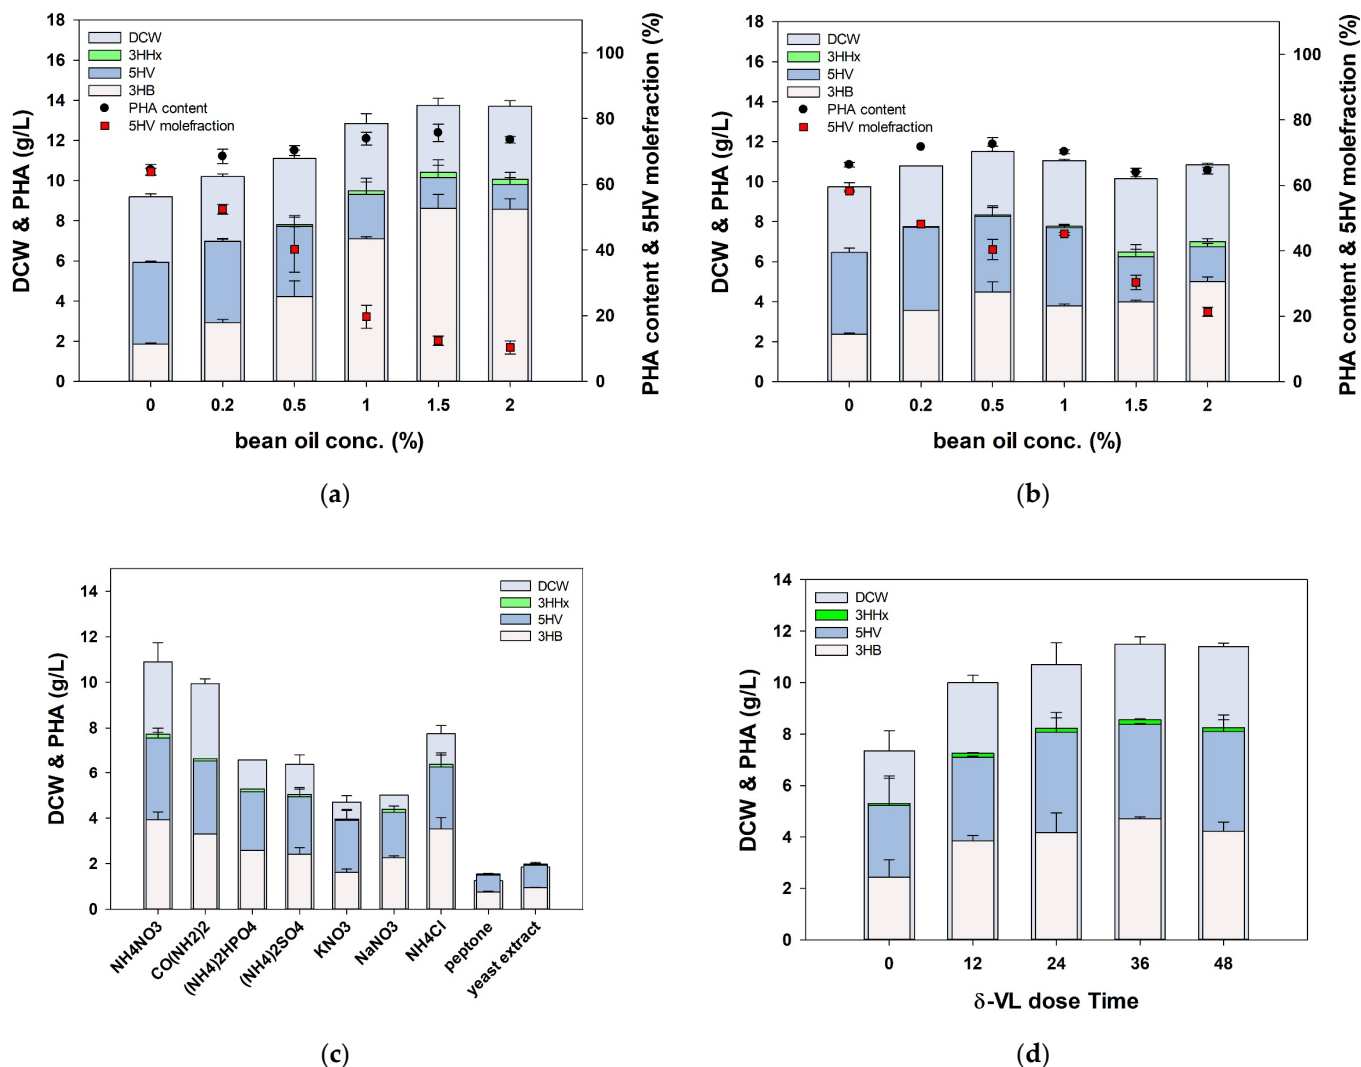 DCW & PHA (g/L)
18
16
14
12
10
8
6
4
2
0
DCW
3HHx
5HV
3HB
PHA content
5HV molefraction
100
80
60
40
20
0
PHA content & 5HV molefraction (%)
0 0.2 0.5 1 1.5 2
bean oil conc. (%)
(a)
DCW & PHA (g/L)
18
16
14
12
10
8
6
4
2
0
DCW
3HHx
5HV
3HB
PHA content
5HV molefraction
100
80
60
40
20
0
PHA content & 5HV molefraction (%)
0 0.2 0.5 1 1.5 2
bean oil conc. (%)
(b)
DCW & PHA (g/L)
14
12
10
8
6
4
2
0
DCW
3HHx
5HV
3HB
NH4NO3
CO(NH2)2
(NH4)2HPO4
(NH4)2SO4
KNO3
NaNO3
NH4Cl
peptone
yeast extract
(c)
DCW & PHA (g/L)
14
12
10
8
6
4
2
0
DCW
3HHx
5HV
3HB
0 12 24 36 48
δ-VL dose Time
(d)